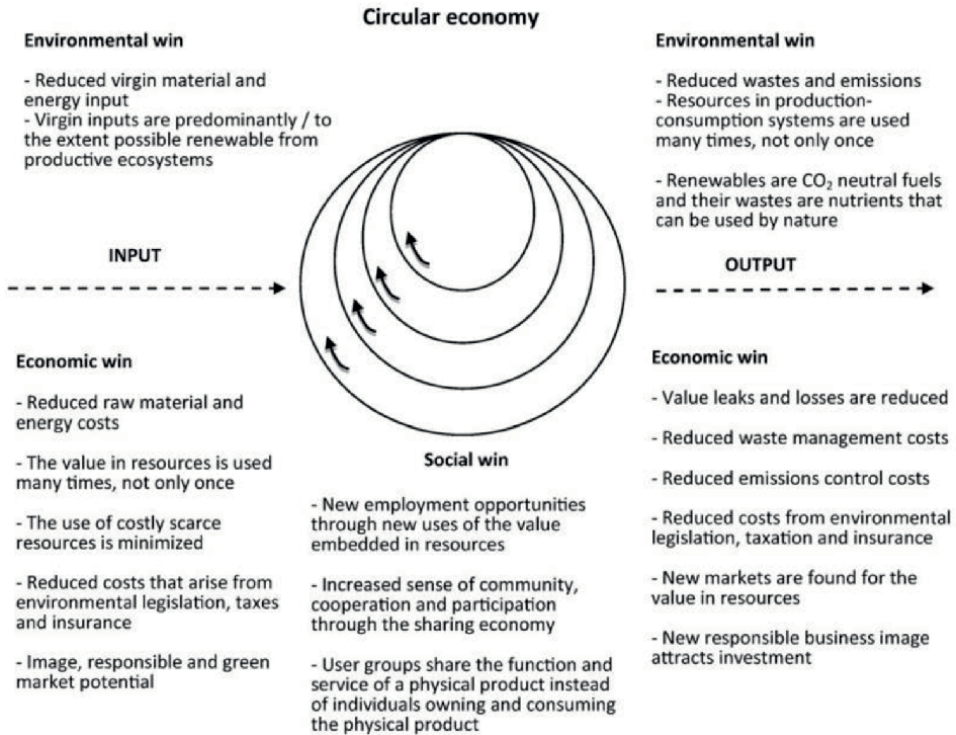 Circular economy
Environmental win
- Reduced virgin material and
energy input
- Virgin inputs are predominantly / to
the extent possible renewable from
productive ecosystems
INPUT
Economic win
- Reduced raw material and
energy costs
- The value in resources is used
many times, not only once
- The use of costly scarce
resources is minimized
- Reduced costs that arise from
environmental legislation, taxes
and insurance
- Image, responsible and green
market potential
Social win
- New employment opportunities
through new uses of the value
embedded in resources
- Increased sense of community,
cooperation and participation
through the sharing economy
- User groups share the function and
service of a physical product instead
of individuals owning and consuming
the physical product
Environmental win
- Reduced wastes and emissions
- Resources in production-
consumption systems are used
many times, not only once
- Renewables are CO₂ neutral fuels
and their wastes are nutrients that
can be used by nature
OUTPUT
Economic win
- Value leaks and losses are reduced
- Reduced waste management costs
- Reduced emissions control costs
- Reduced costs from environmental
legislation, taxation and insurance
- New markets are found for the
value in resources
- New responsible business image
attracts investment